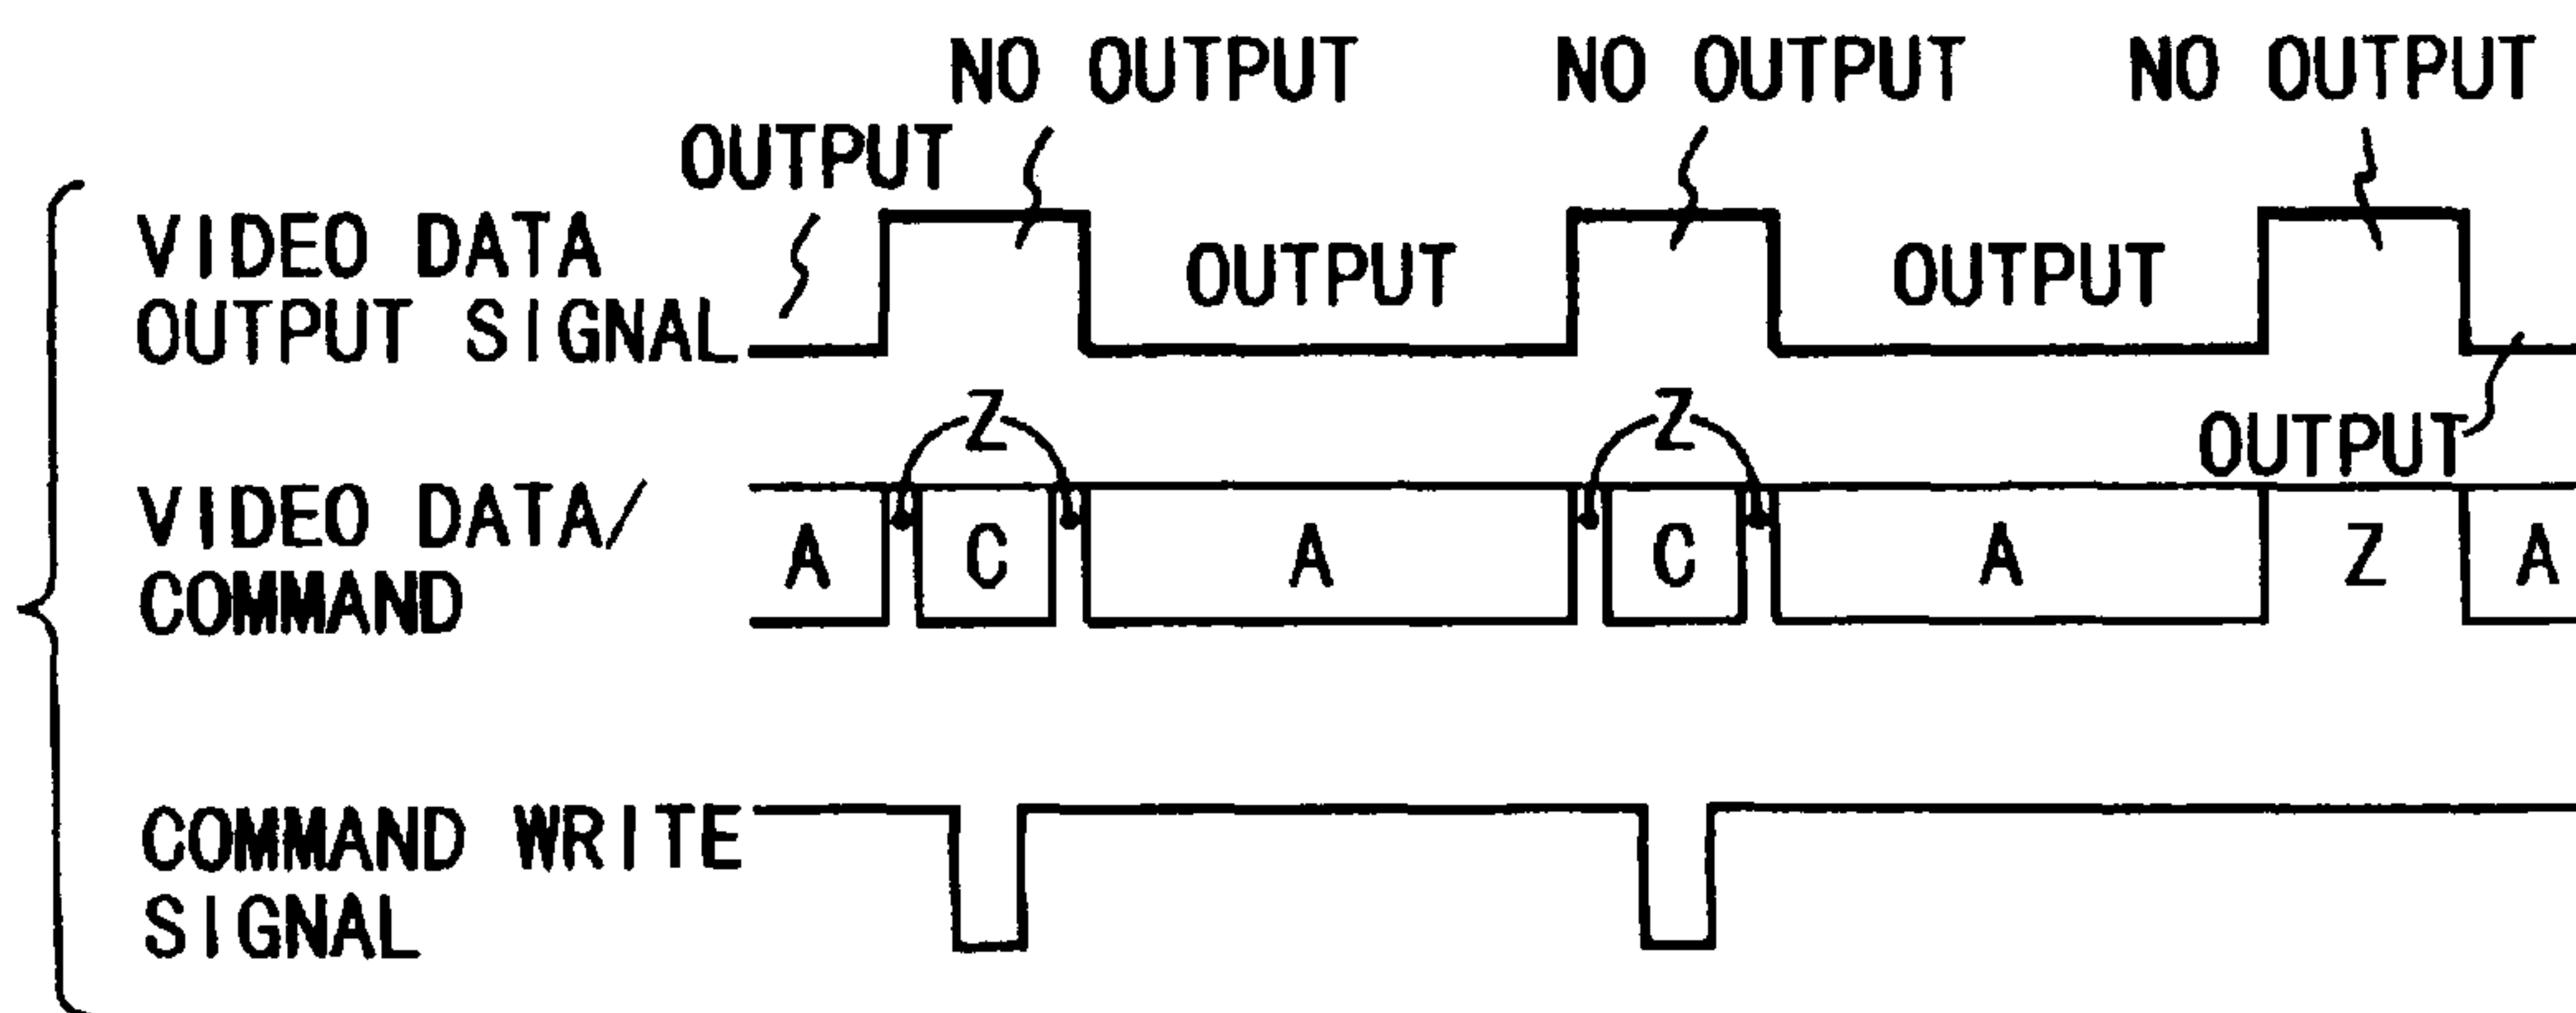 NO OUTPUT NO OUTPUT NO OUTPUT
OUTPUT
VIDEO DATA
OUTPUT SIGNAL
OUTPUT OUTPUT
OUTPUT
Z Z
VIDEO DATA/
COMMAND
A C A C A Z A
COMMAND WRITE
SIGNAL